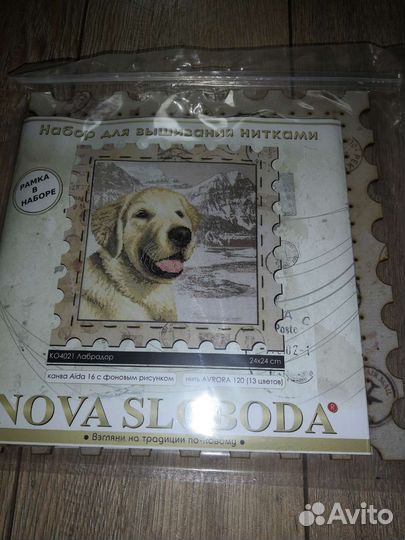 Набор для вышивания нитками
РАМКА
В
НАБОРЕ
КО4021 Лабрадор
24х24 cm
канва Aida 16 с фоновым рисунком
нить AVRORA 120 (13 цветов)
NOVA SLOBODA®
• Взгляни на традиции по-новому •
Avito